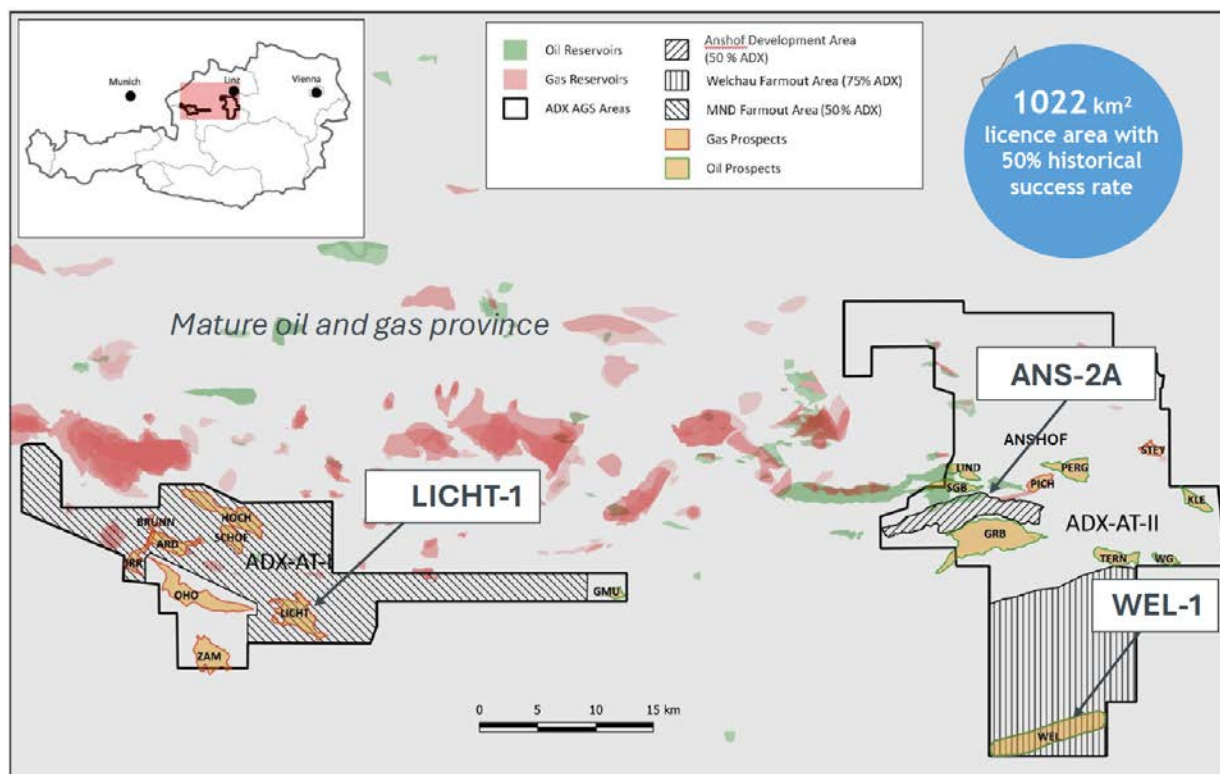 Munich
Linz
Vienna
Oil Reservoirs
Gas Reservoirs
ADX AGS Areas
Anshof Development Area
(50 % ADX)
Welchau Farmout Area (75% ADX)
MND Farmout Area (50% ADX)
Gas Prospects
Oil Prospects
1022 km²
licence area with
50% historical
success rate
Mature oil and gas province
ANS-2A
ANSHOF
STEY
LIND
PERG
SGB
PICH
KLE
LICHT-1
HOCH
BRUNN
SCHOE
ARD
ADX-AT-I
IRR
GRB
ADX-AT-II
TERN
WG
OHO
GMU
LICHT
WEL-1
ZAM
0 5 10 15 km
WEL